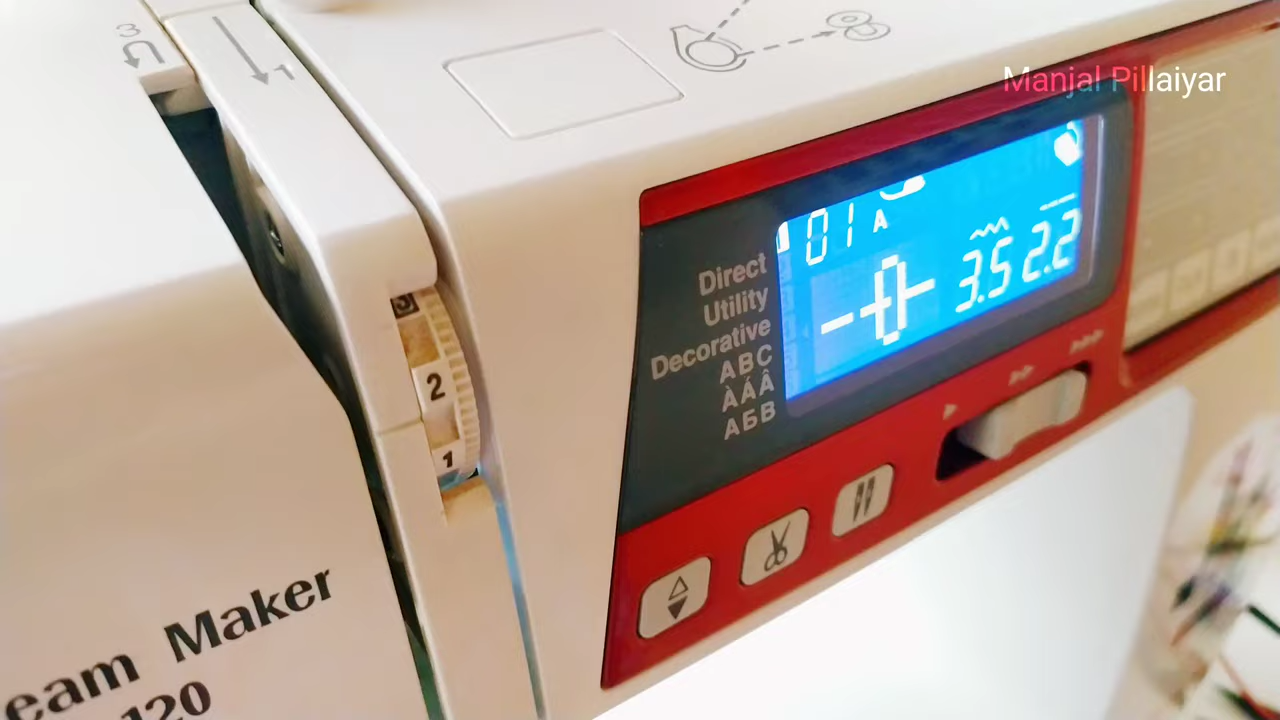 Manjal Pillaiyar
3
1
01 A
3.5 2.2
Direct
Utility
Decorative
ABC
ÀÁÂ
АБВ
3
2
1
eam Maker
120